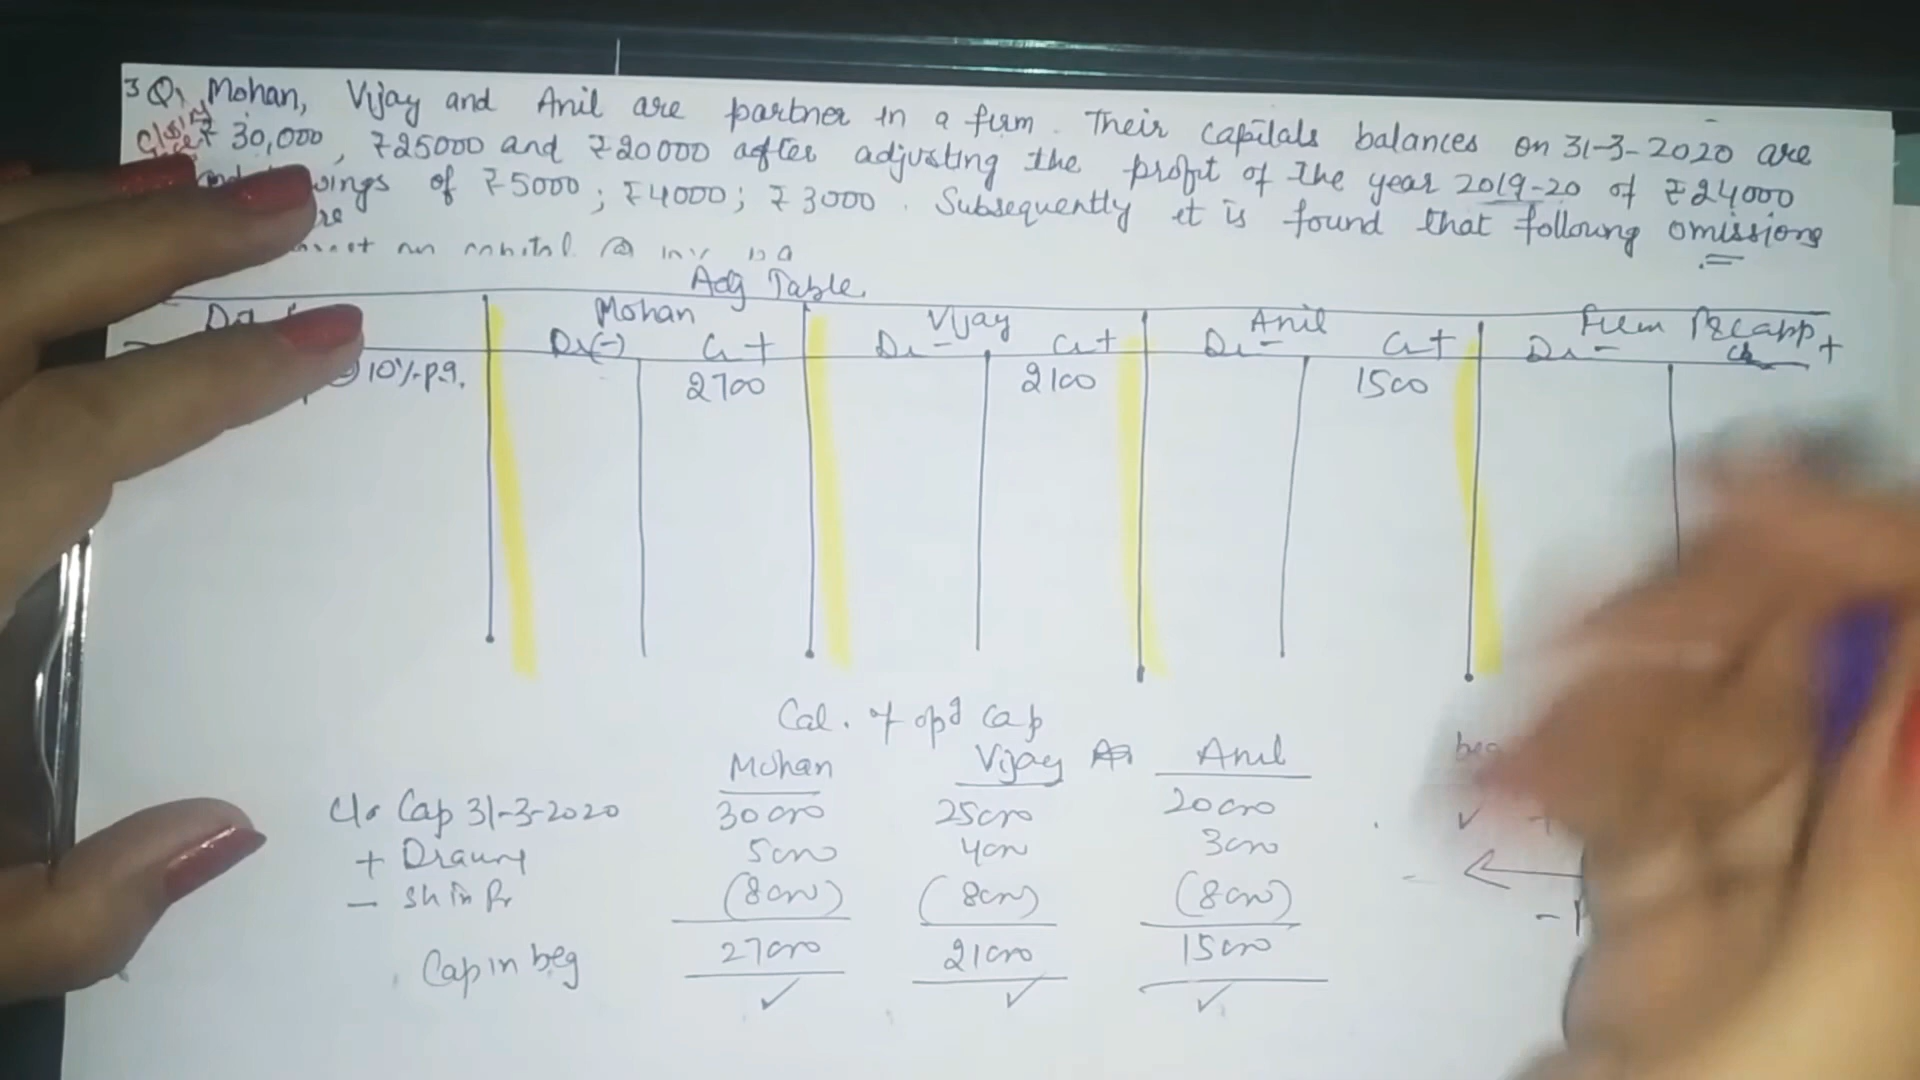 3 Q. Mohan, Vijay and Anil are partner in a firm. Their capitals balances on 31-3-2020 are
₹ 30,000, ₹25000 and ₹20000 after adjusting the profit of the year 2019-20 of ₹24000
of ₹5000; ₹4000; ₹3000. Subsequently it is found that following omissions
Adj Table
Mohan Vijay Anil Firm
Dr(-) Cr + Dr - Cr + Dr - Cr + Dr - +
10% p.a. 2700 2100 1500
Cal. of opg cap
Mohan Vijay Anil
Clo Cap 31-3-2020 30000 25000 20000
+ Drawing 5000 4000 3000
- Sh in Pr (8000) (8000) (8000)
Cap in beg 27000 21000 15000